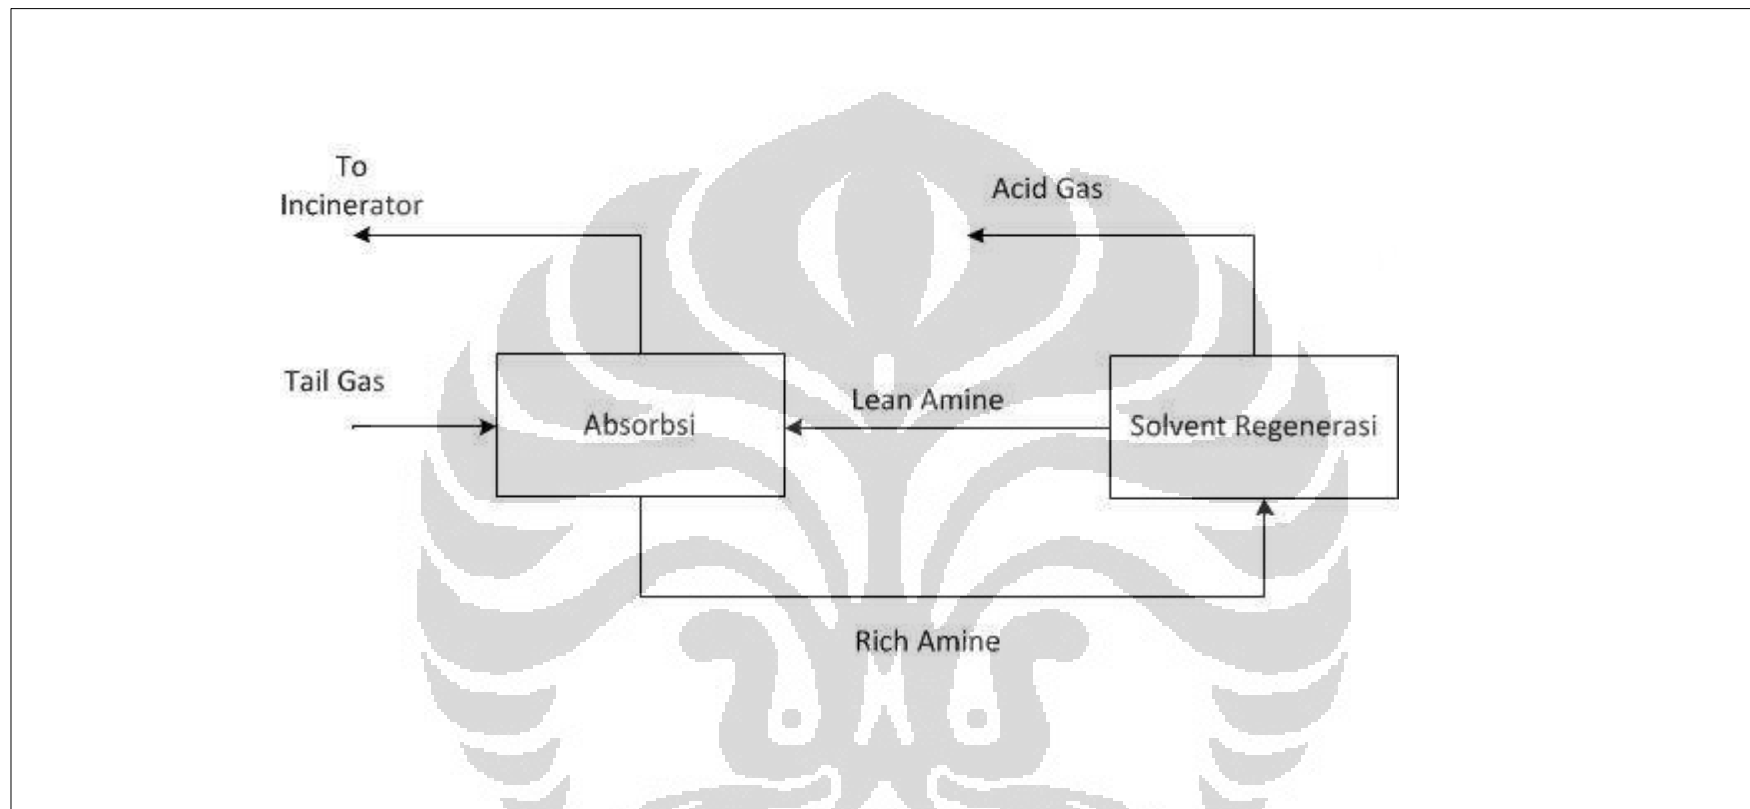 To
Incinerator
Acid Gas
Tail Gas
Absorbsi
Lean Amine
Solvent Regenerasi
Rich Amine